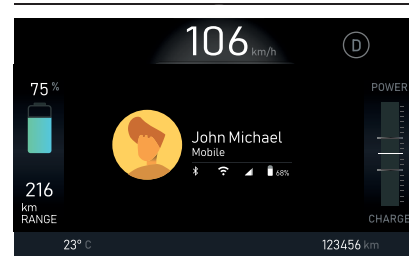 106 km/h
D
75 %
POWER
John Michael
Mobile
68%
216
km
RANGE
CHARGE
23° C
123456 km